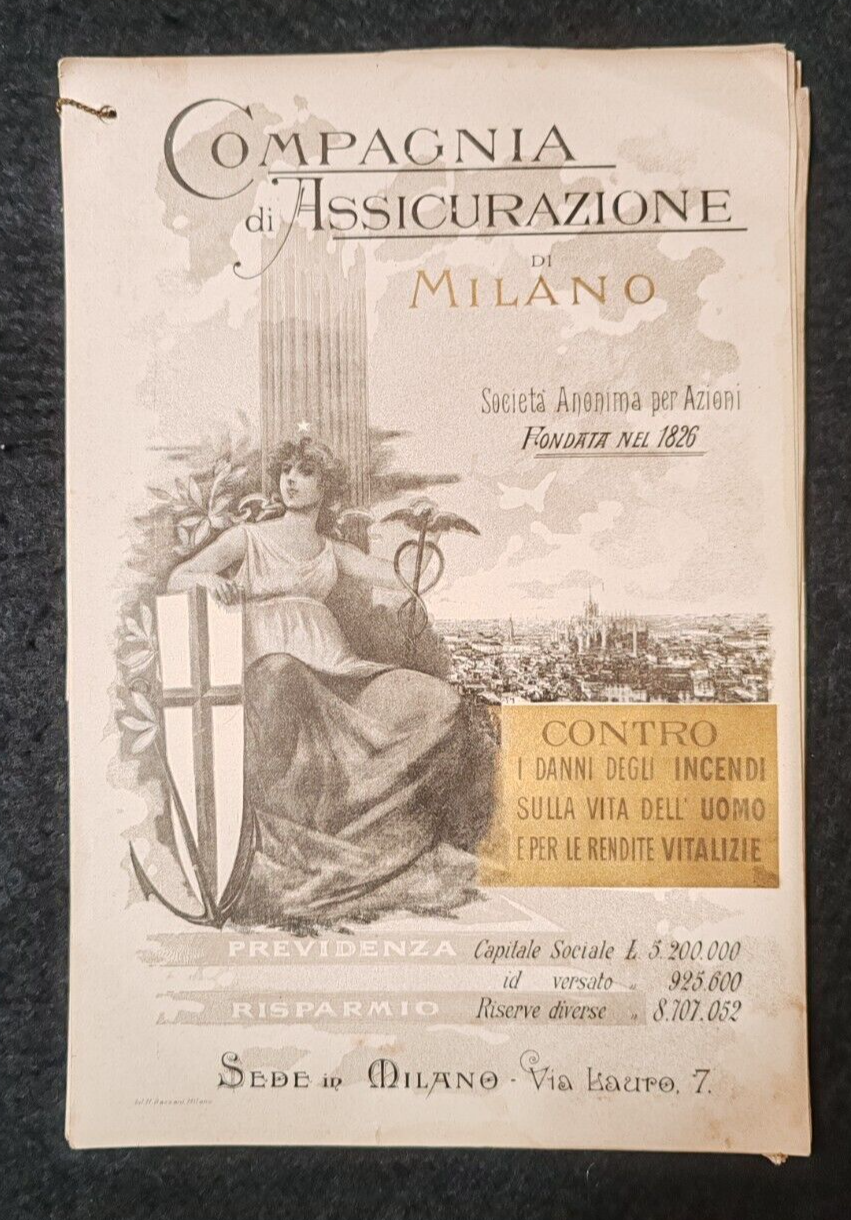 COMPAGNIA
di ASSICURAZIONE
DI
MILANO
Società Anonima per Azioni
FONDATA NEL 1826
CONTRO
I DANNI DEGLI INCENDI
SULLA VITA DELL' UOMO
E PER LE RENDITE VITALIZIE
PREVIDENZA
RISPARMIO
Capitale Sociale £ 5.200.000
id versato „ 925.600
Riserve diverse „ 8.707.052
SEDE in MILANO - Via Lauro, 7.
Milano